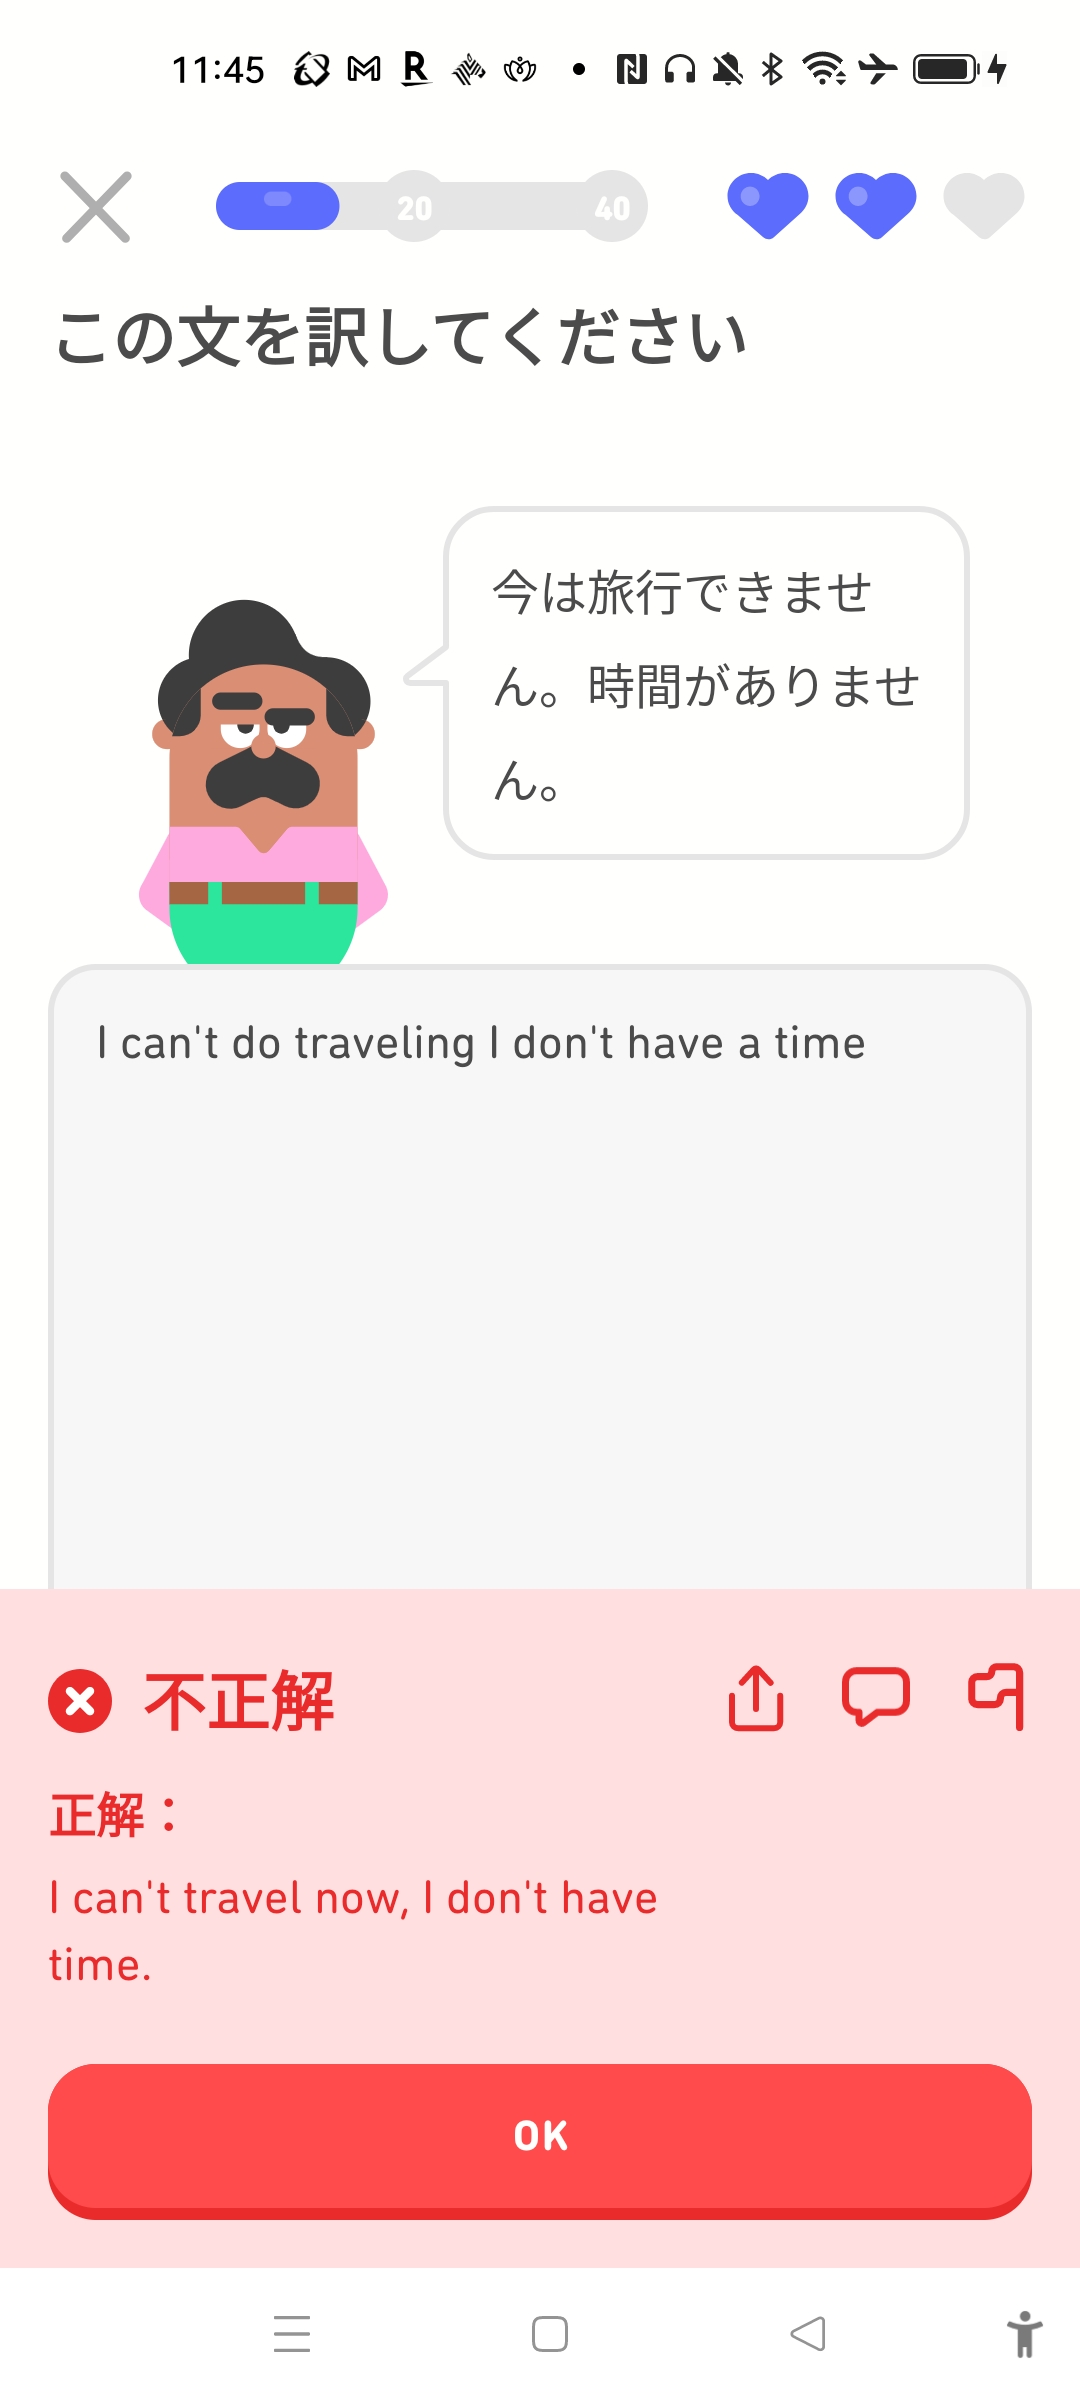 11:45
20
40
この文を訳してください
今は旅行できませ
ん。時間がありませ
ん。
I can't do traveling I don't have a time
不正解
正解：
I can't travel now, I don't have
time.
OK